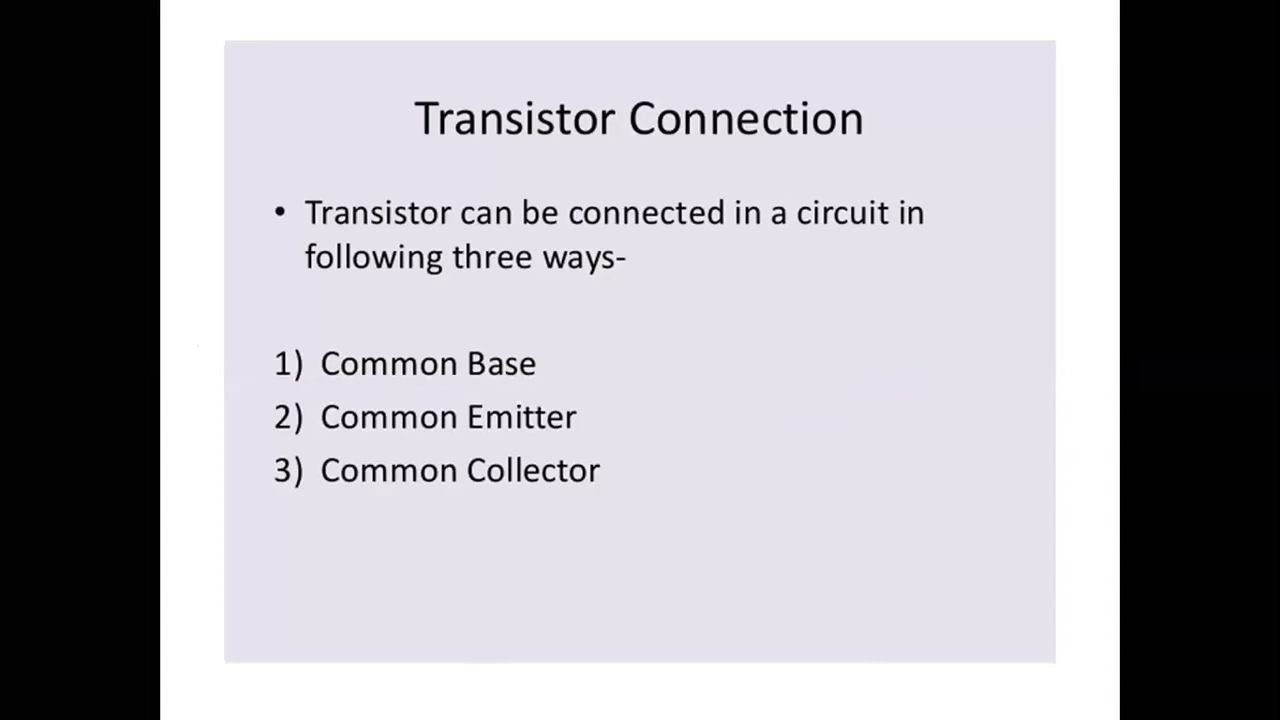 Transistor Connection
• Transistor can be connected in a circuit in
following three ways-
1) Common Base
2) Common Emitter
3) Common Collector